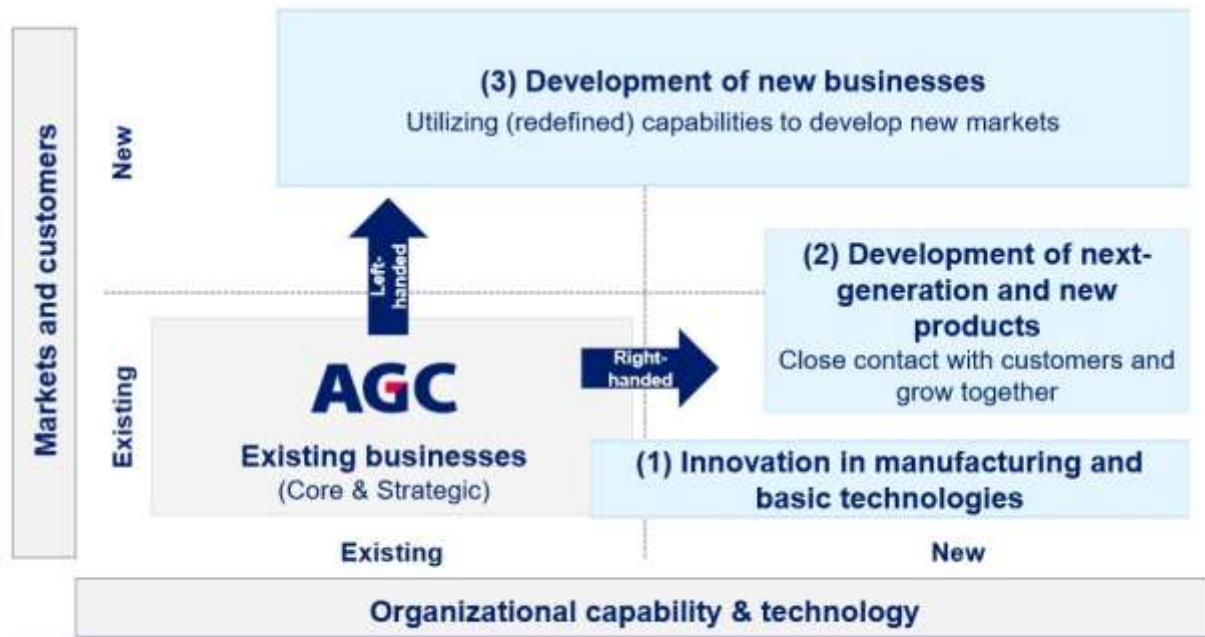 Markets and customers
New
Existing
(3) Development of new businesses
Utilizing (redefined) capabilities to develop new markets
Left-
handed
(2) Development of next-
generation and new
products
Close contact with customers and
grow together
Right-
handed
AGC
Existing businesses
(Core & Strategic)
(1) Innovation in manufacturing and
basic technologies
Existing
New
Organizational capability & technology